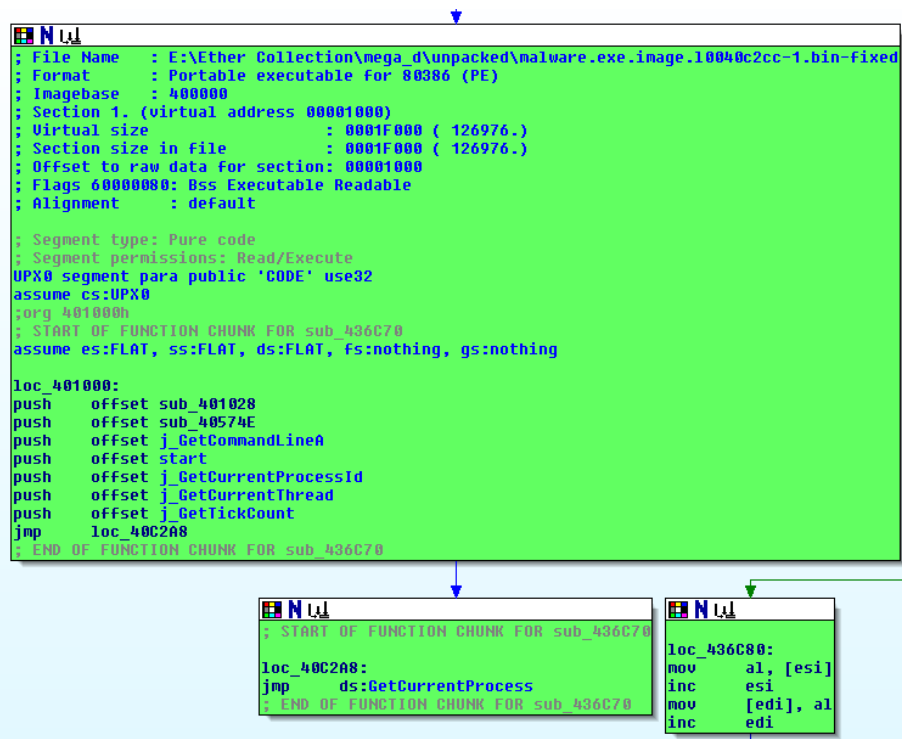 ; File Name   : E:\Ether Collection\mega_d\unpacked\malware.exe.image.l0040c2cc-1.bin-fixed
; Format      : Portable executable for 80386 (PE)
; Imagebase   : 400000
; Section 1. (virtual address 00001000)
; Virtual size                  : 0001F000 ( 126976.)
; Section size in file          : 0001F000 ( 126976.)
; Offset to raw data for section: 00001000
; Flags 60000080: Bss Executable Readable
; Alignment     : default
; Segment type: Pure code
; Segment permissions: Read/Execute
UPX0 segment para public 'CODE' use32
assume cs:UPX0
;org 401000h
; START OF FUNCTION CHUNK FOR sub_436C70
assume es:FLAT, ss:FLAT, ds:FLAT, fs:nothing, gs:nothing
loc_401000:
push    offset sub_401028
push    offset sub_40574E
push    offset j_GetCommandLineA
push    offset start
push    offset j_GetCurrentProcessId
push    offset j_GetCurrentThread
push    offset j_GetTickCount
jmp     loc_40C2A8
; END OF FUNCTION CHUNK FOR sub_436C70
; START OF FUNCTION CHUNK FOR sub_436C70
loc_40C2A8:
jmp     ds:GetCurrentProcess
; END OF FUNCTION CHUNK FOR sub_436C70
loc_436C80:
mov     al, [esi]
inc     esi
mov     [edi], al
inc     edi